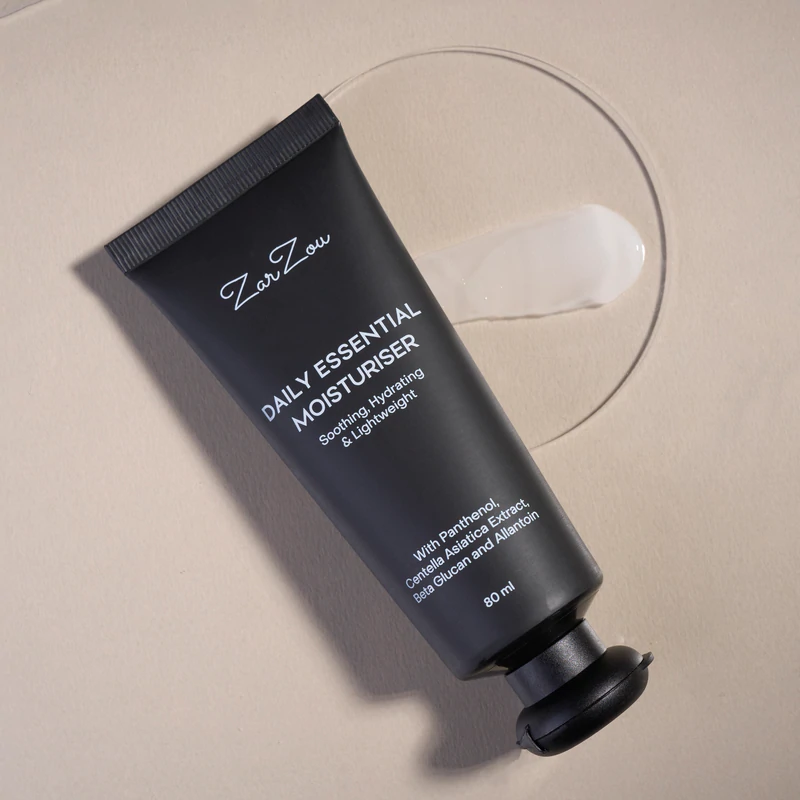 ZarZou
DAILY ESSENTIAL
MOISTURISER
Soothing, Hydrating
& Lightweight
With Panthenol,
Centella Asiatica Extract,
Beta Glucan and Allantoin
80 ml